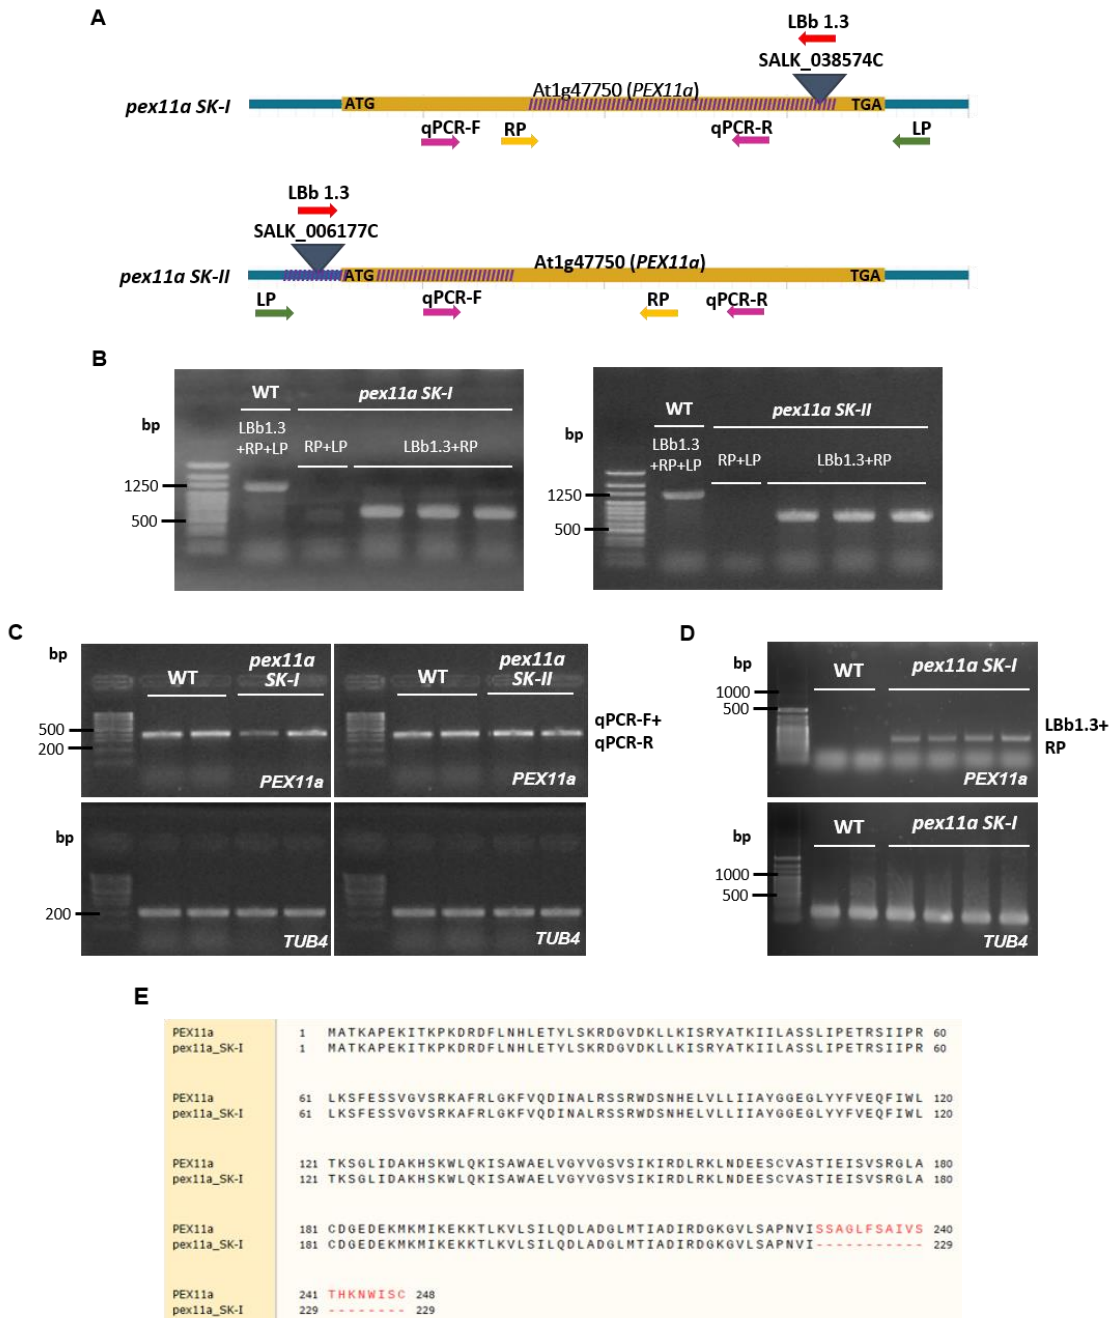 A
LBb 1.3
SALK_038574C
At1g47750 (PEX11a)
pex11a SK-I
ATG
TGA
qPCR-F
RP
qPCR-R
LP
LBb 1.3
SALK_006177C
pex11a SK-II
ATG
At1g47750 (PEX11a)
TGA
LP
qPCR-F
RP
qPCR-R
B
WT
pex11a SK-I
bp
LBb1.3
+RP+LP
RP+LP
LBb1.3+RP
1250
500
WT
pex11a SK-II
bp
LBb1.3
+RP+LP
RP+LP
LBb1.3+RP
1250
500
C
bp
WT
pex11a
SK-I
WT
pex11a
SK-II
500
200
qPCR-F+
qPCR-R
PEX11a
PEX11a
bp
200
TUB4
TUB4
D
bp
WT
pex11a SK-I
1000
500
LBb1.3+
RP
PEX11a
bp
WT
pex11a SK-I
1000
500
TUB4
E
PEX11a 1 MATKAPEKITKPKDRDFLNHLETYLSKRDGVDKLLKISRYATKIILASSLIPETRSIIPR 60
pex11a_SK-I 1 MATKAPEKITKPKDRDFLNHLETYLSKRDGVDKLLKISRYATKIILASSLIPETRSIIPR 60
PEX11a 61 LKSFESSVGVSRKAFRLGKFVQDINALRSSRWDSNHELVLLIIAYGGEGLYYFVEQFIWL 120
pex11a_SK-I 61 LKSFESSVGVSRKAFRLGKFVQDINALRSSRWDSNHELVLLIIAYGGEGLYYFVEQFIWL 120
PEX11a 121 TKSGLIDAKHSKWLQKISAWAELVGYVGSVSIKIRDLRKLNDEESCVASTIEISVSRGLA 180
pex11a_SK-I 121 TKSGLIDAKHSKWLQKISAWAELVGYVGSVSIKIRDLRKLNDEESCVASTIEISVSRGLA 180
PEX11a 181 CDGEDEKMKMIKEKKTLKVLSILQDLADGLMTIADIRDGKGVLSAPNVISSAGLFSAIVS 240
pex11a_SK-I 181 CDGEDEKMKMIKEKKTLKVLSILQDLADGLMTIADIRDGKGVLSAPNVI----------- 229
PEX11a 241 THKNWISC 248
pex11a_SK-I 229 -------- 229